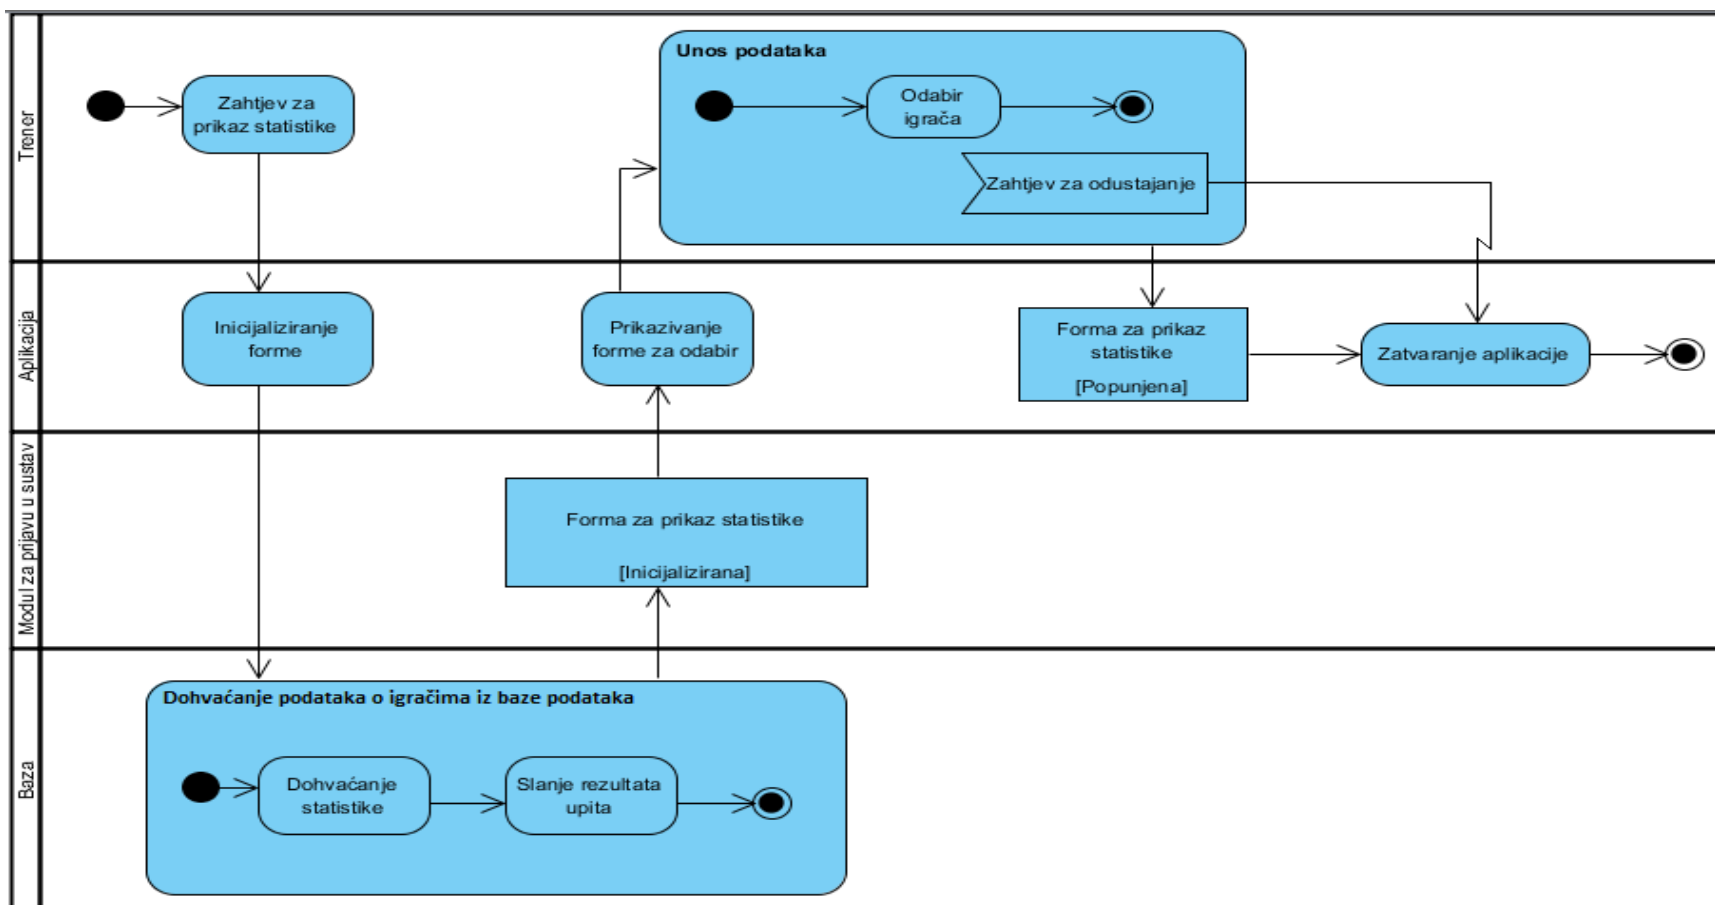 Trener
Zahtjev za
prikaz statistike
Unos podataka
Odabir
igrača
Zahtjev za odustajanje
Aplikacija
Inicijaliziranje
forme
Prikazivanje
forme za odabir
Forma za prikaz
statistike
[Popunjena]
Zatvaranje aplikacije
Modul za prijavu u sustav
Forma za prikaz statistike
[Inicijalizirana]
Baza
Dohvaćanje podataka o igračima iz baze podataka
Dohvaćanje
statistike
Slanje rezultata
upita